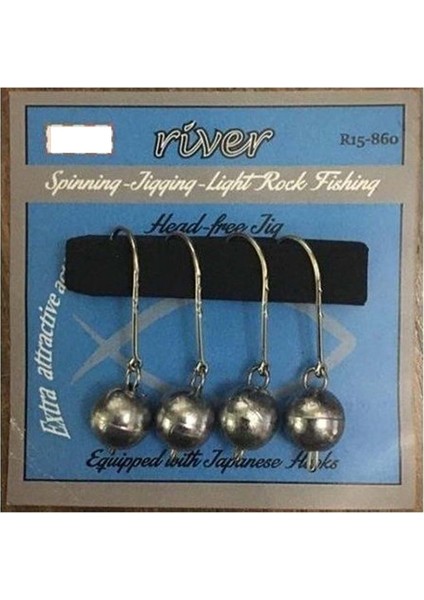 river
R15-860
Spinning-Jigging-Light Rock Fishing
Head-free Jig
Extra attractive
Equipped with Japanese Hooks